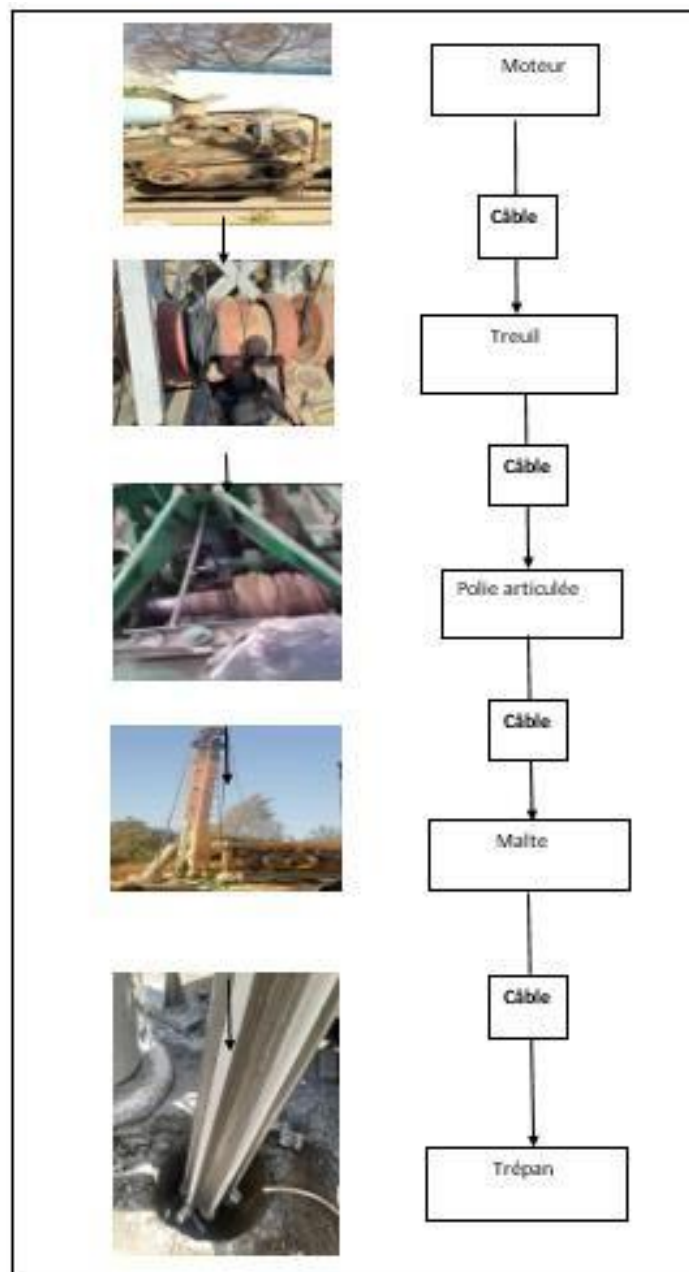 Moteur
Câble
Treuil
Câble
Polie articulée
Câble
Malte
Câble
Trépan